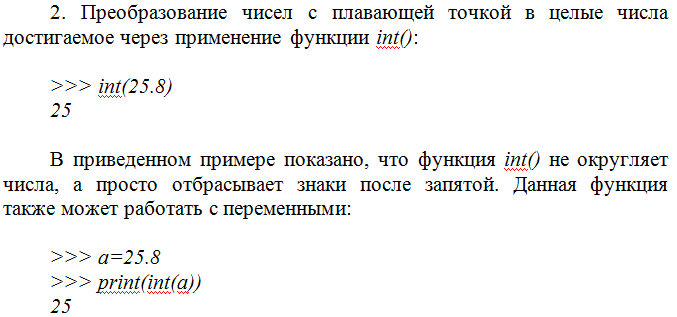 2. Преобразование чисел с плавающей точкой в целые числа
достигаемое через применение функции int():
>>> int(25.8)
25
В приведенном примере показано, что функция int() не округляет
числа, а просто отбрасывает знаки после запятой. Данная функция
также может работать с переменными:
>>> a=25.8
>>> print(int(a))
25